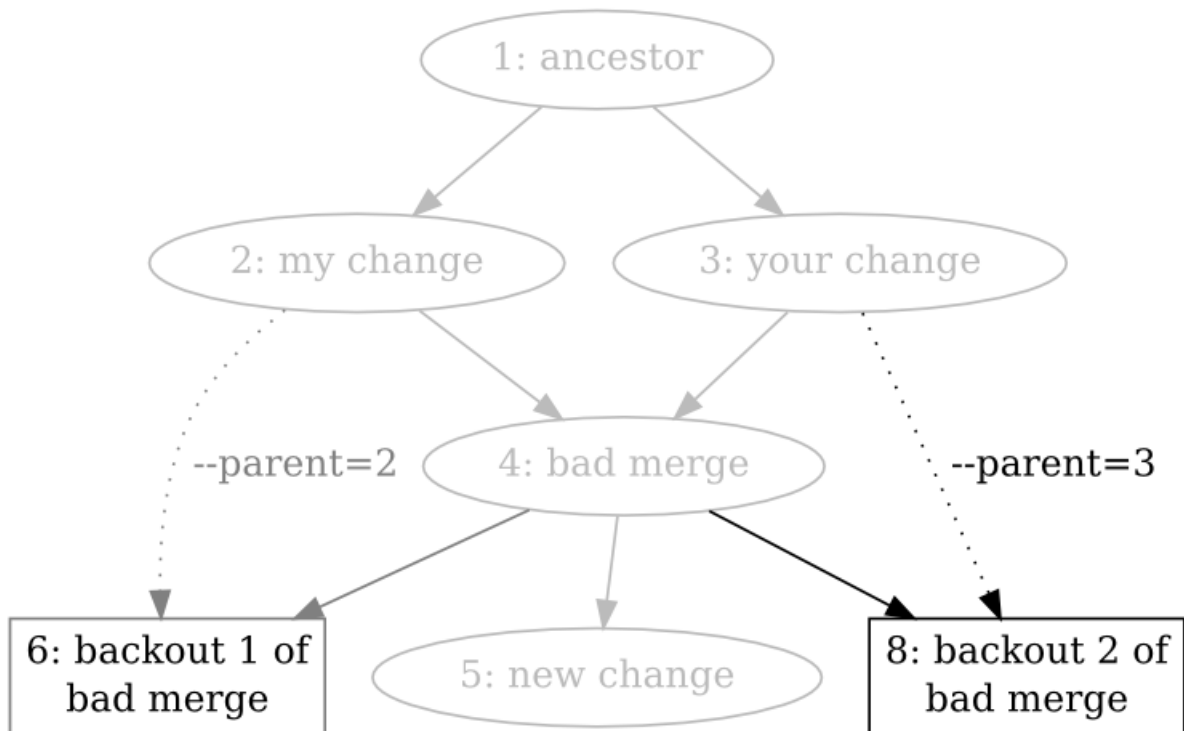 1: ancestor
2: my change
3: your change
--parent=2
4: bad merge
--parent=3
6: backout 1 of
bad merge
5: new change
8: backout 2 of
bad merge